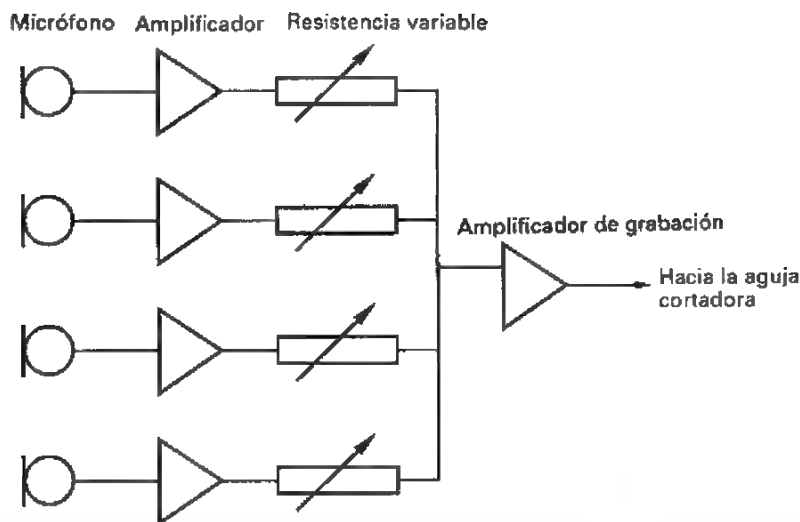 Micrófono Amplificador Resistencia variable
Amplificador de grabación
Hacia la aguja
cortadora